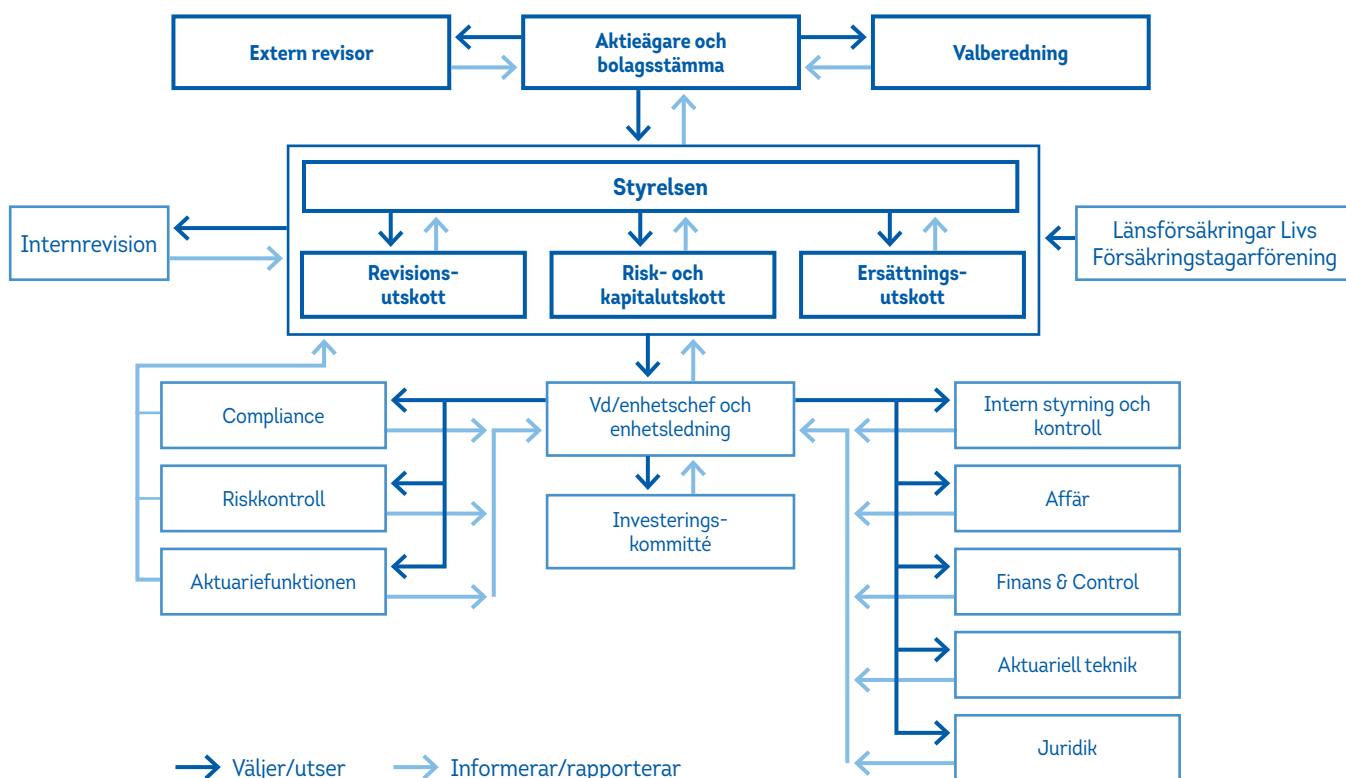 Extern revisor
Aktieägare och
bolagsstämma
Valberedning
Styrelsen
Internrevision
Länsförsäkringar Livs
Försäkringstagarförening
Revisions-
utskott
Risk- och
kapitalutskott
Ersättnings-
utskott
Compliance
Vd/enhetschef och
enhetsledning
Intern styrning och
kontroll
Riskkontroll
Investerings-
kommitté
Affär
Aktuariefunktionen
Finans & Control
Aktuariell teknik
Juridik
Väljer/utser
Informerar/rapporterar